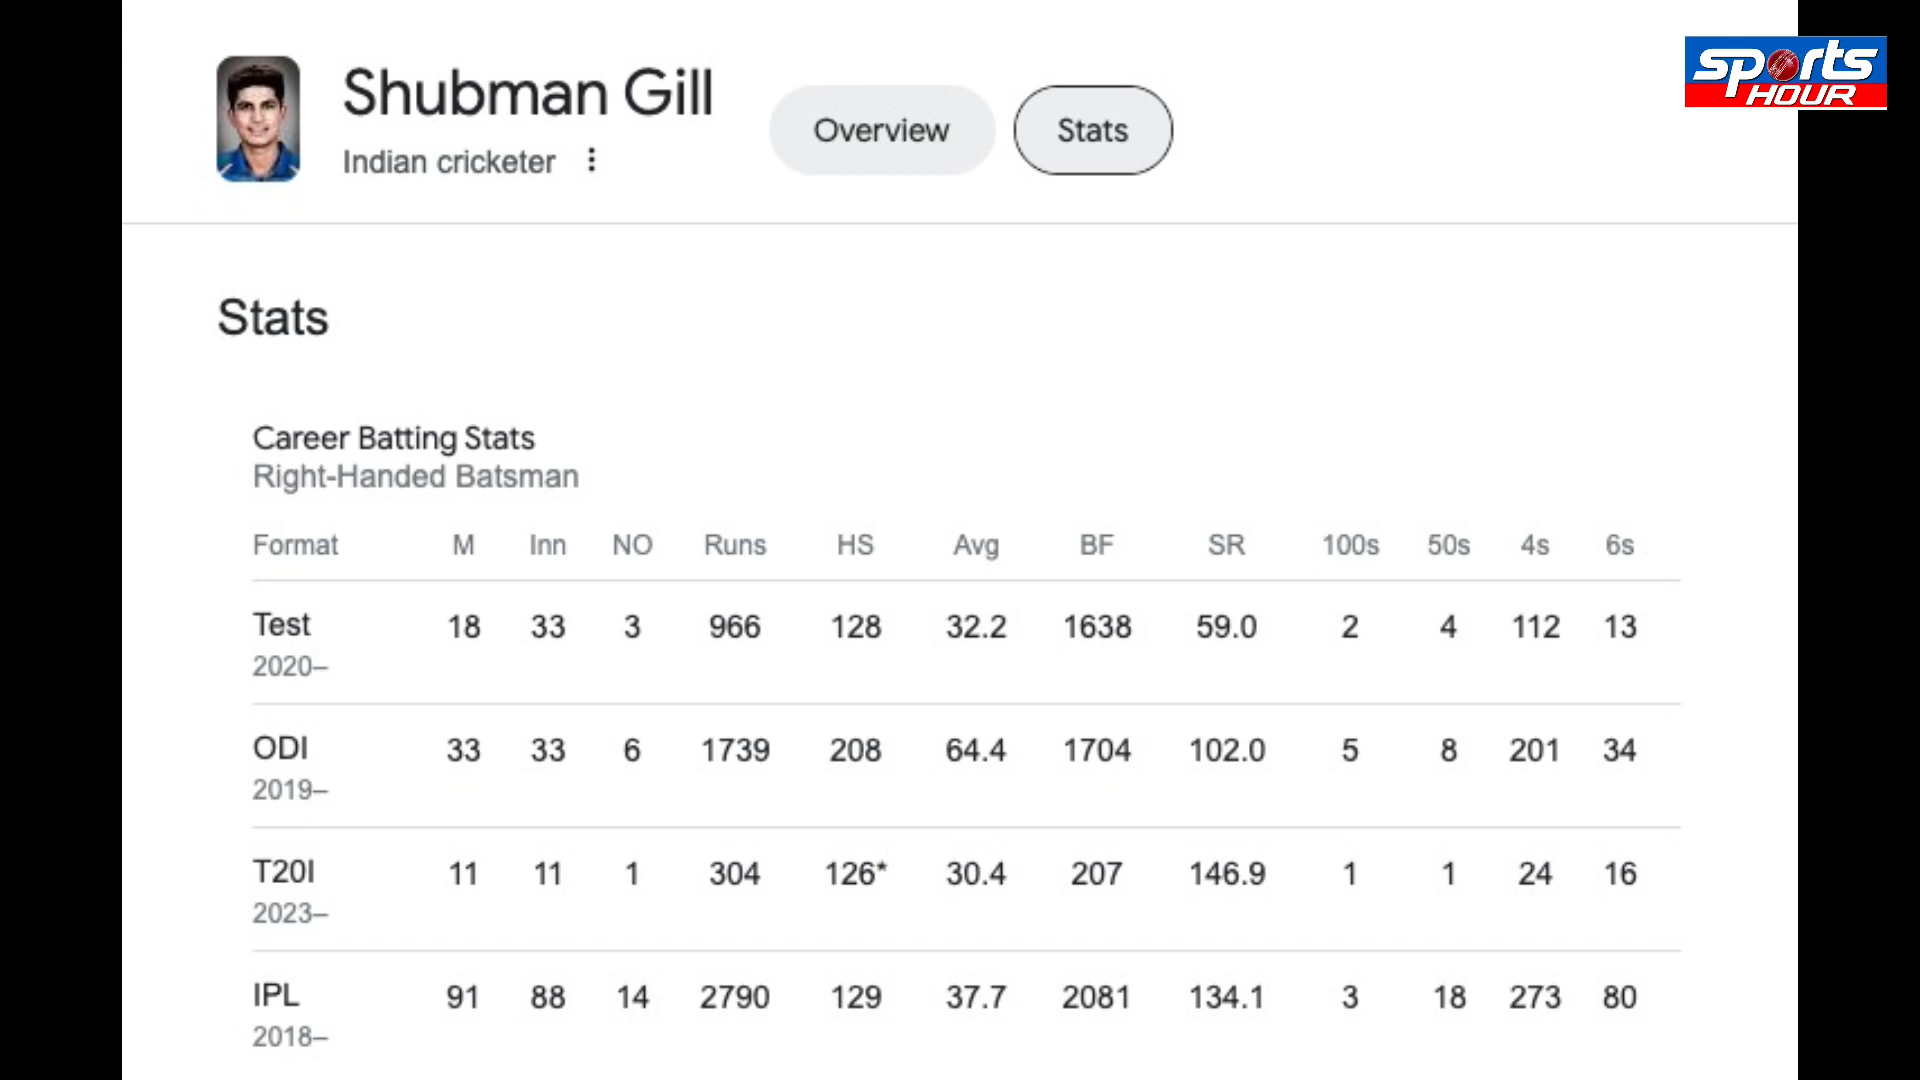 Shubman Gill
Indian cricketer
Overview
Stats
sports
HOUR
Stats
Career Batting Stats
Right-Handed Batsman
Format M Inn NO Runs HS Avg BF SR 100s 50s 4s 6s
Test 18 33 3 966 128 32.2 1638 59.0 2 4 112 13
2020–
ODI 33 33 6 1739 208 64.4 1704 102.0 5 8 201 34
2019–
T20I 11 11 1 304 126* 30.4 207 146.9 1 1 24 16
2023–
IPL 91 88 14 2790 129 37.7 2081 134.1 3 18 273 80
2018–